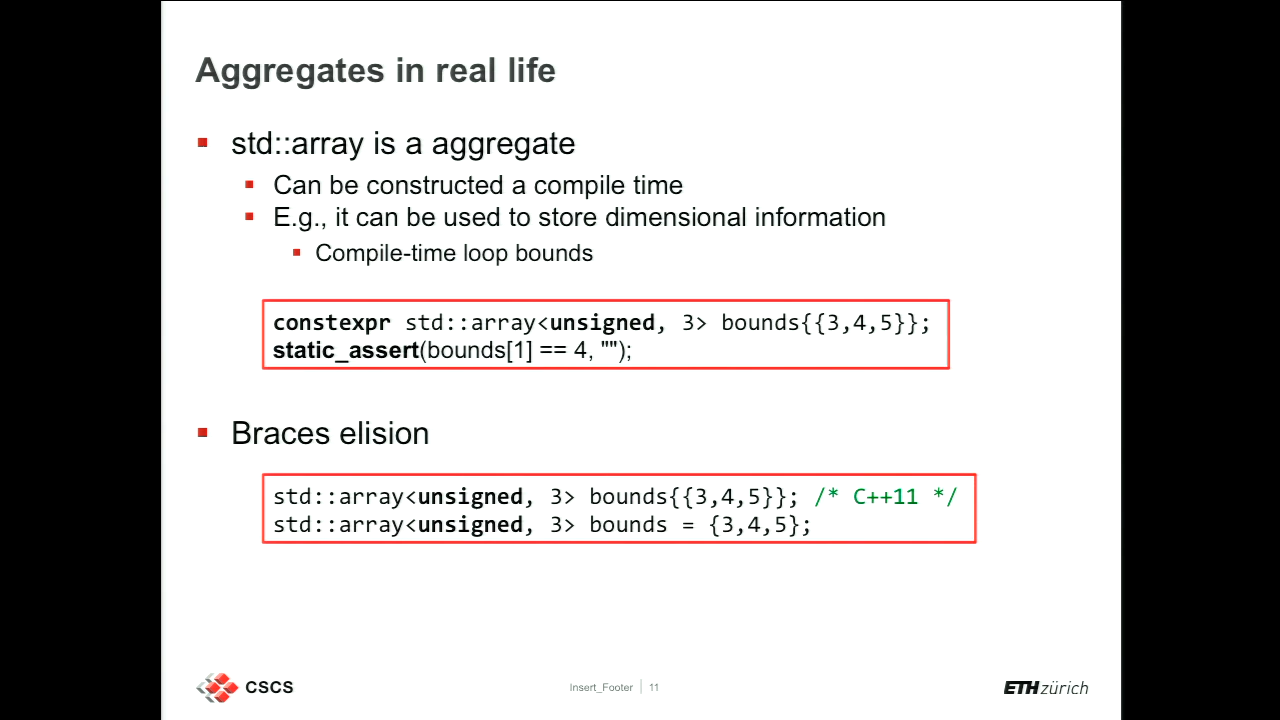 Aggregates in real life
std::array is a aggregate
Can be constructed a compile time
E.g., it can be used to store dimensional information
Compile-time loop bounds
constexpr std::array<unsigned, 3> bounds{{3,4,5}};
static_assert(bounds[1] == 4, "");
Braces elision
std::array<unsigned, 3> bounds{{3,4,5}}; /* C++11 */
std::array<unsigned, 3> bounds = {3,4,5};
CSCS
Insert_Footer | 11
ETH zürich